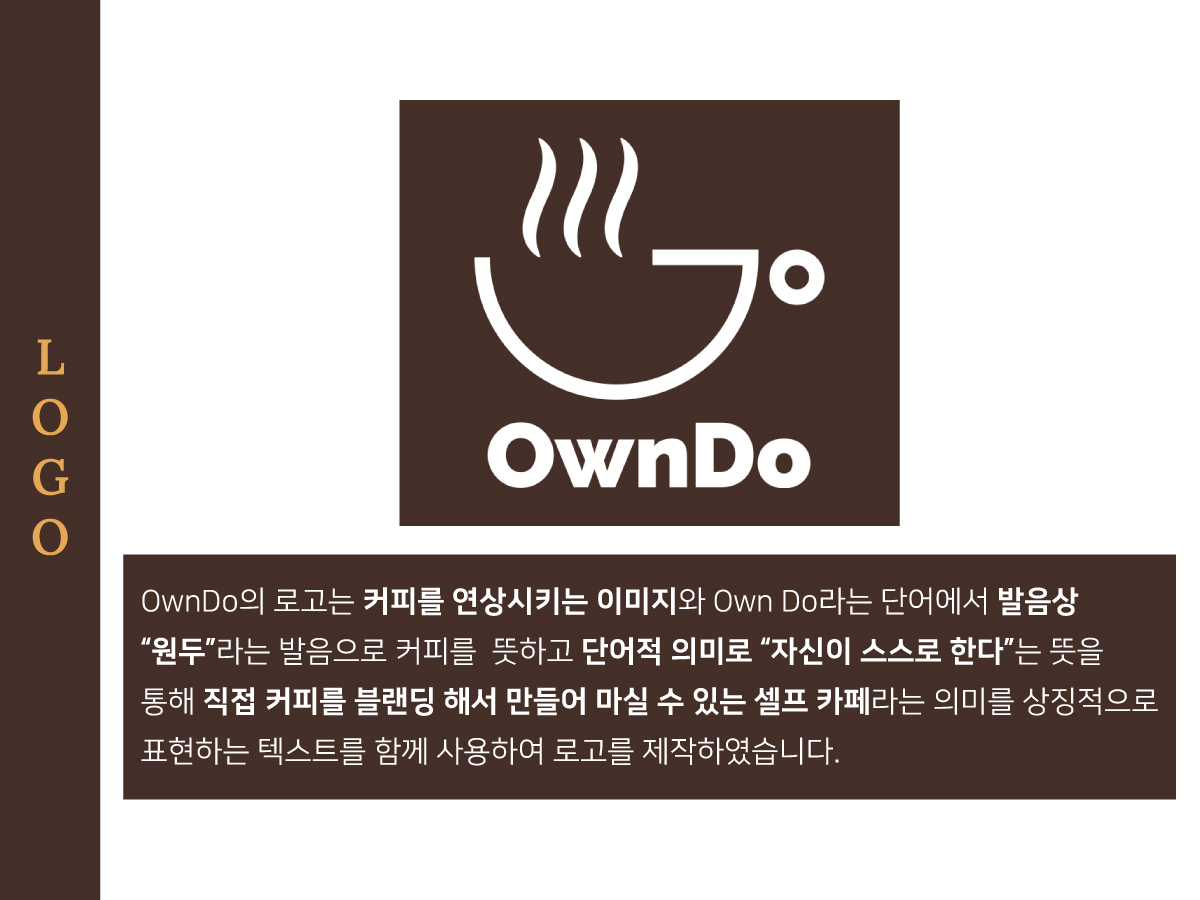 LOGO
OwnDo
OwnDo의 로고는 커피를 연상시키는 이미지와 Own Do라는 단어에서 발음상
“원두”라는 발음으로 커피를 뜻하고 단어적 의미로 “자신이 스스로 한다”는 뜻을
통해 직접 커피를 블랜딩 해서 만들어 마실 수 있는 셀프 카페라는 의미를 상징적으로
표현하는 텍스트를 함께 사용하여 로고를 제작하였습니다.